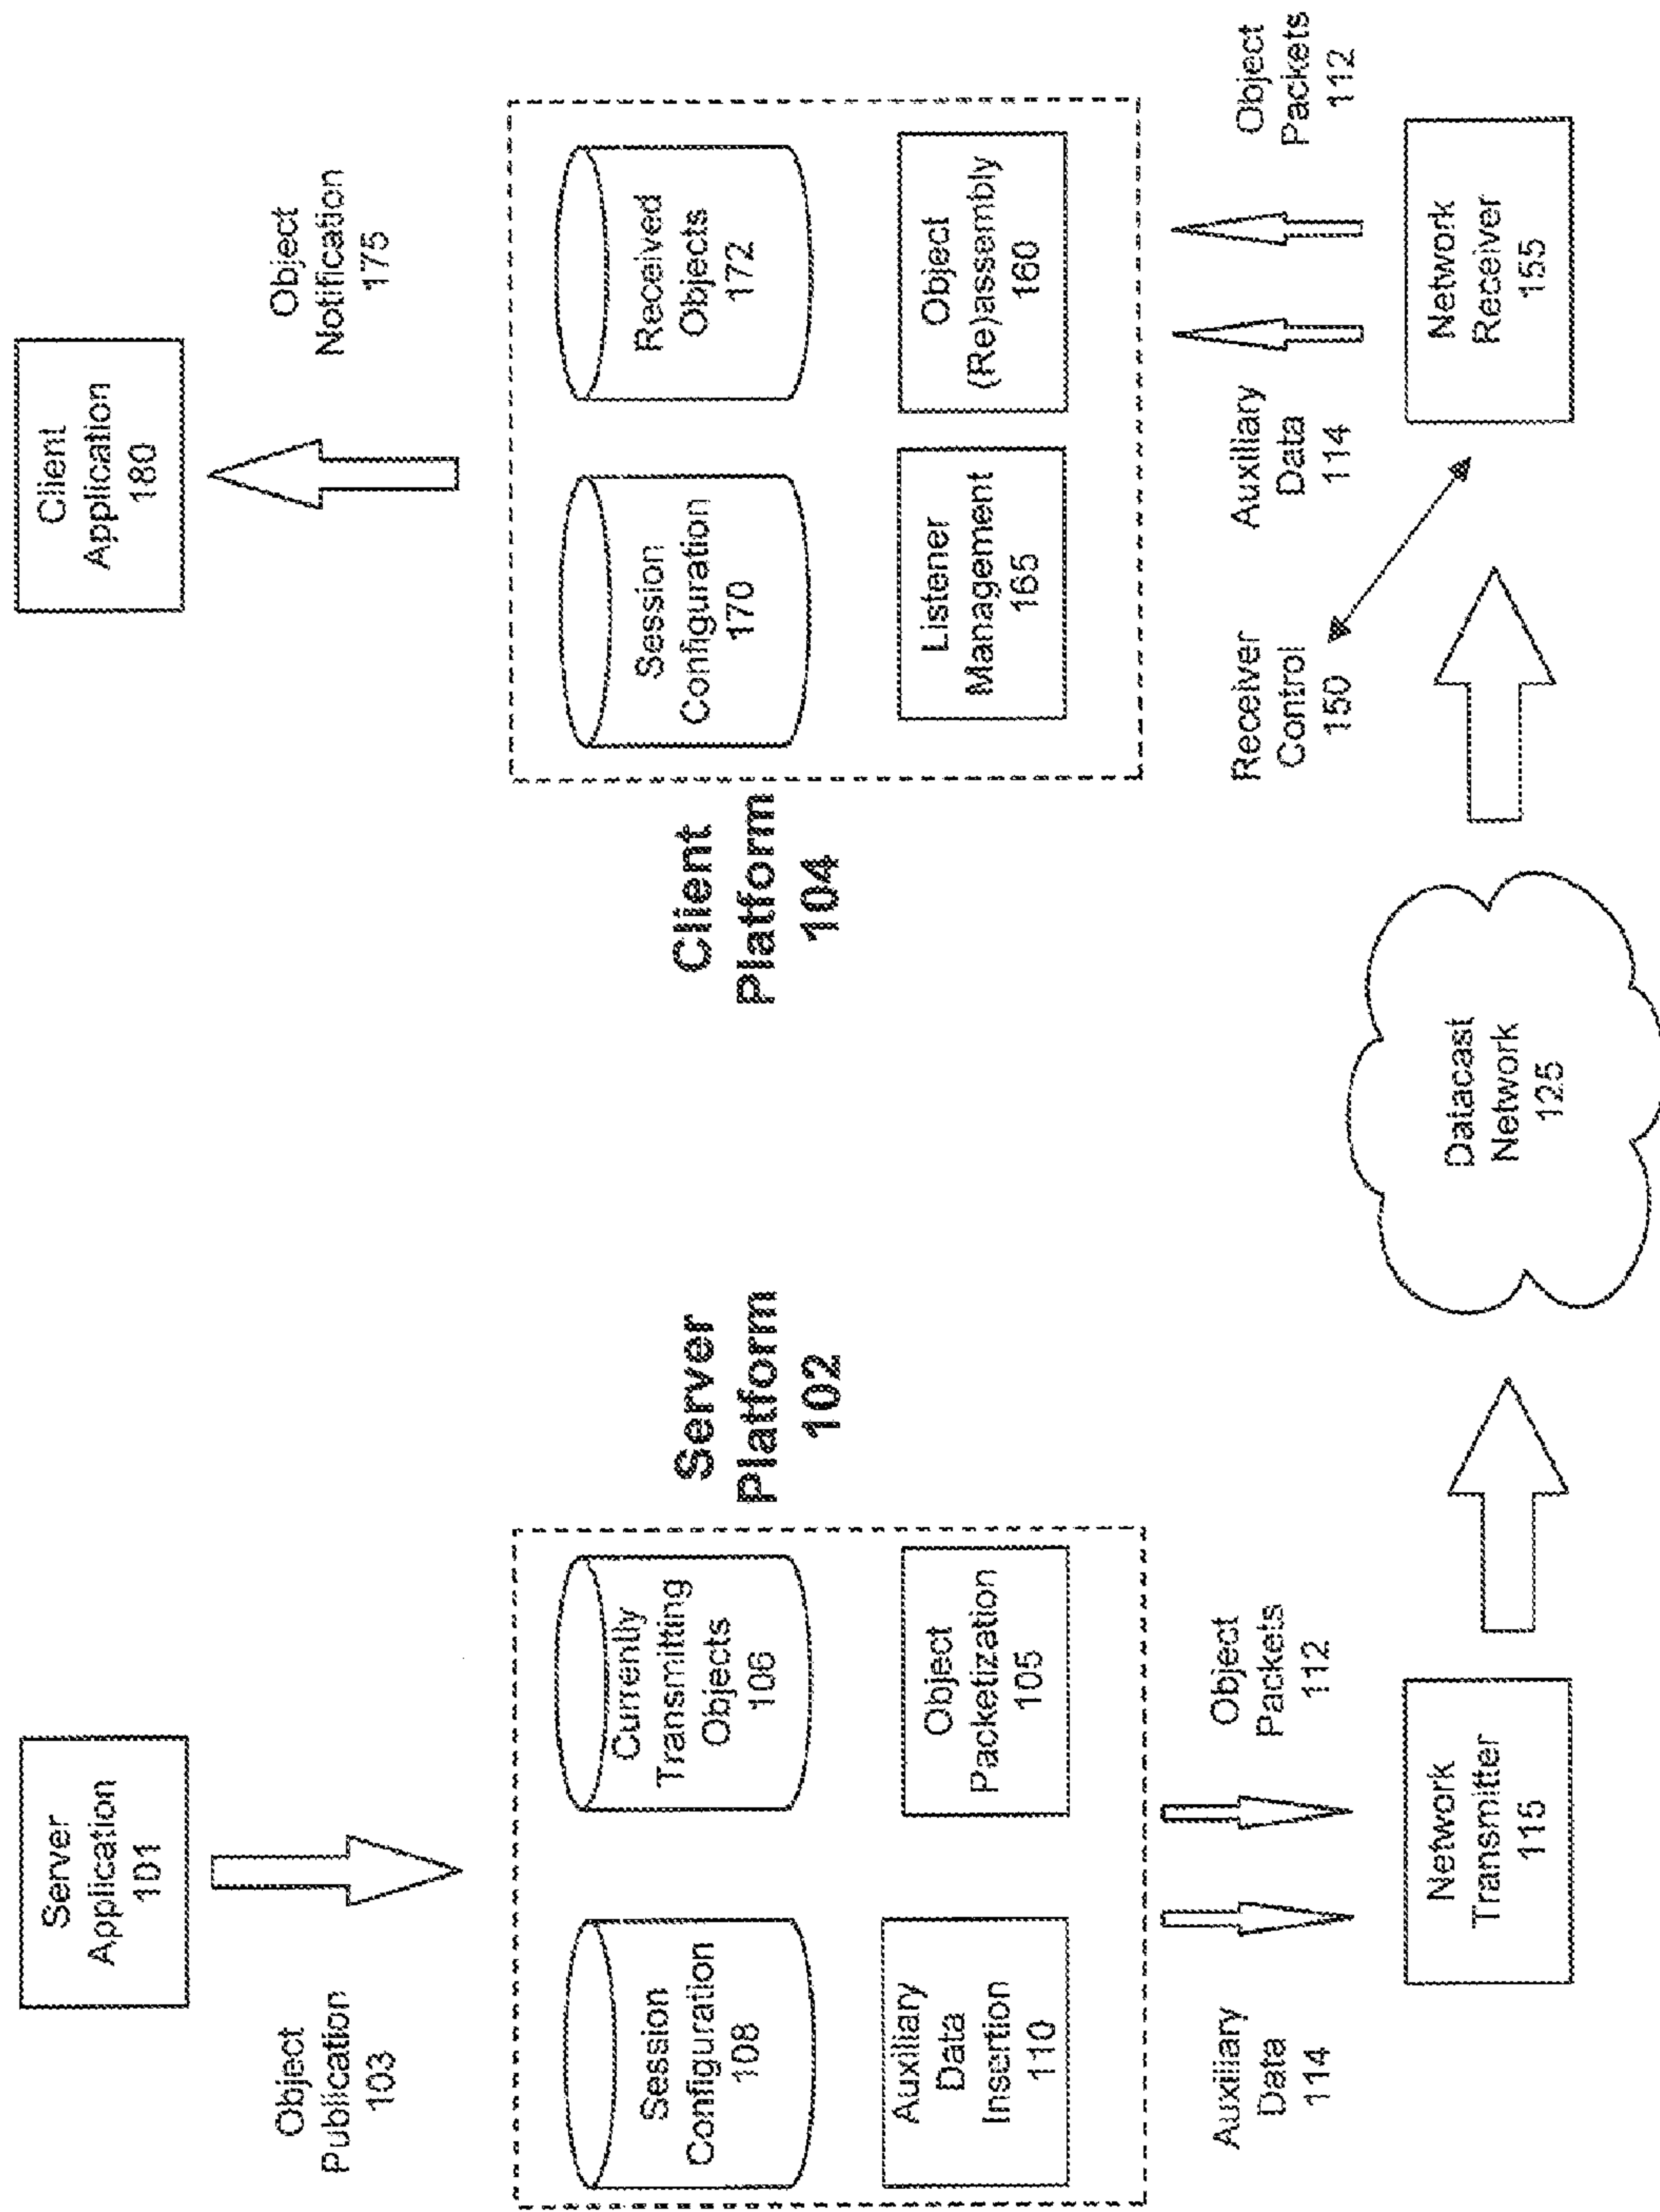 Server
Application
101
Object
Publication
103
Session
Configuration
108
Currently
Transmitting
Objects
106
Auxiliary
Data
Insertion
110
Object
Packetization
105
Server
Platform
102
Auxiliary
Data
114
Object
Packets
112
Network
Transmitter
115
Datacast
Network
125
Client
Application
180
Object
Notification
175
Client
Platform
104
Session
Configuration
170
Received
Objects
172
Listener
Management
165
Object
(Re)assembly
160
Receiver
Control
150
Auxiliary
Data
114
Object
Packets
112
Network
Receiver
155